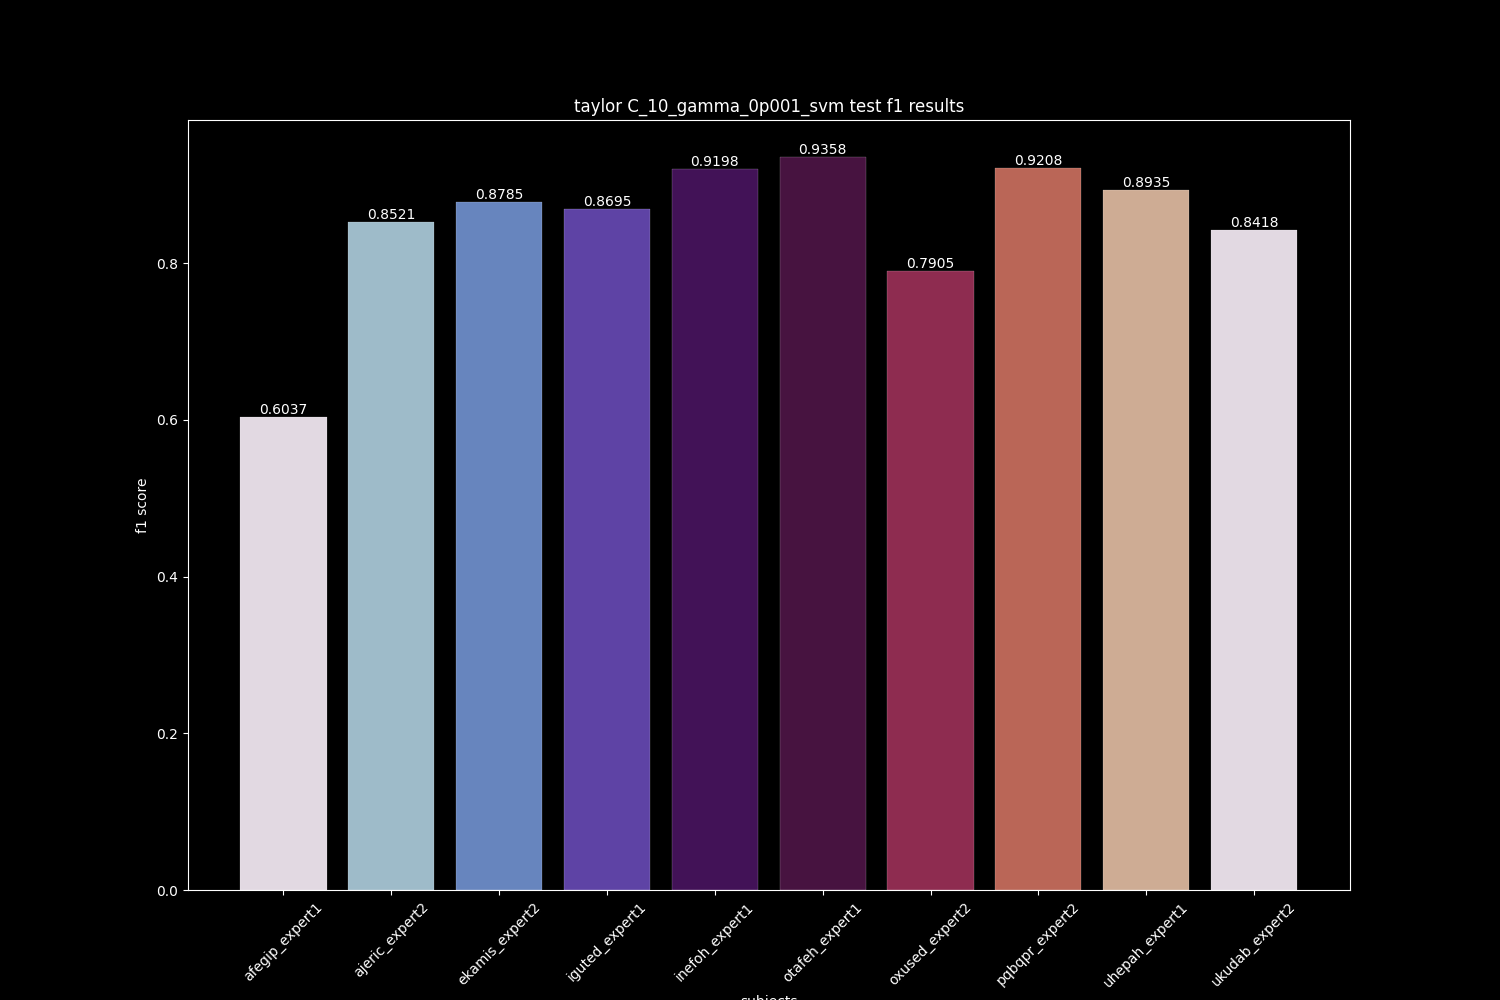 taylor C_10_gamma_0p001_svm test f1 results
0.9358
0.9198
0.9208
0.8935
0.8785
0.8695
0.8521
0.8418
0.7905
0.6037
0.8
0.6
0.4
0.2
0.0
f1 score
afegip_expert1
ajeric_expert2
ekamis_expert2
iguted_expert1
inefoh_expert1
otafeh_expert1
oxused_expert2
pqbqpr_expert2
uhepah_expert1
ukudab_expert2
subjects